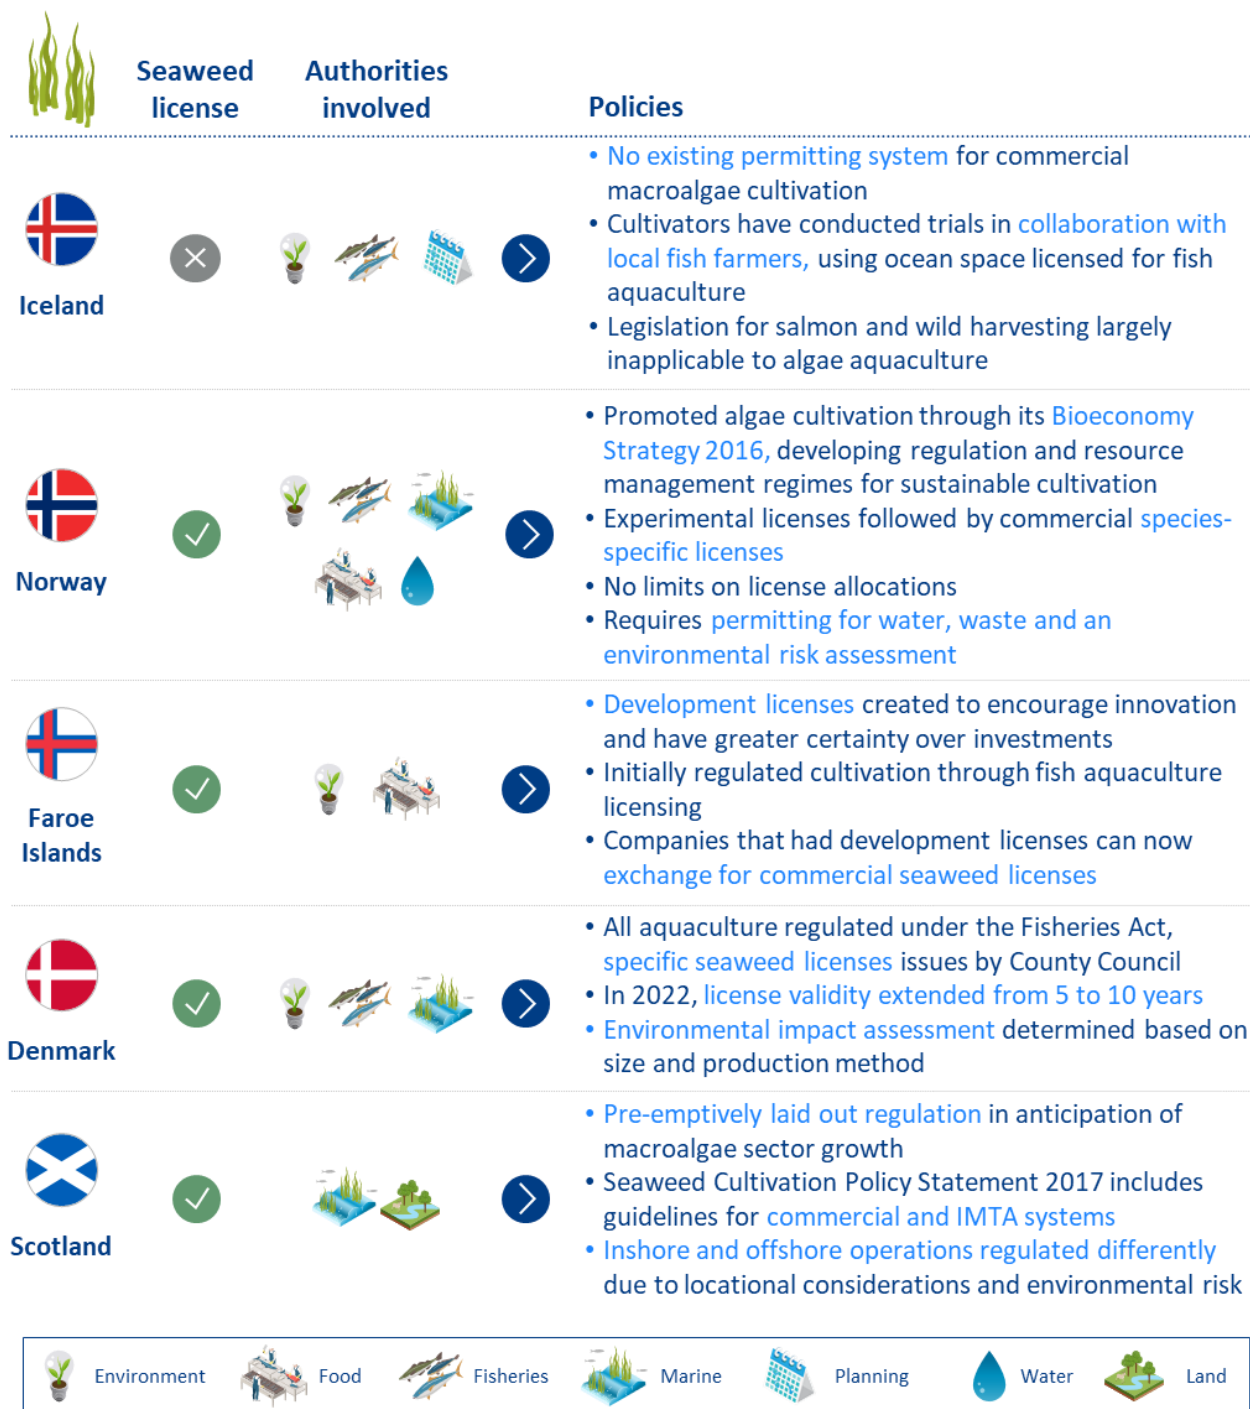 Seaweed
license
Authorities
involved
Policies
Iceland
• No existing permitting system for commercial
macroalgae cultivation
• Cultivators have conducted trials in collaboration with
local fish farmers, using ocean space licensed for fish
aquaculture
• Legislation for salmon and wild harvesting largely
inapplicable to algae aquaculture
Norway
• Promoted algae cultivation through its Bioeconomy
Strategy 2016, developing regulation and resource
management regimes for sustainable cultivation
• Experimental licenses followed by commercial species-
specific licenses
• No limits on license allocations
• Requires permitting for water, waste and an
environmental risk assessment
Faroe
Islands
• Development licenses created to encourage innovation
and have greater certainty over investments
• Initially regulated cultivation through fish aquaculture
licensing
• Companies that had development licenses can now
exchange for commercial seaweed licenses
Denmark
• All aquaculture regulated under the Fisheries Act,
specific seaweed licenses issues by County Council
• In 2022, license validity extended from 5 to 10 years
• Environmental impact assessment determined based on
size and production method
Scotland
• Pre-emptively laid out regulation in anticipation of
macroalgae sector growth
• Seaweed Cultivation Policy Statement 2017 includes
guidelines for commercial and IMTA systems
• Inshore and offshore operations regulated differently
due to locational considerations and environmental risk
Environment
Food
Fisheries
Marine
Planning
Water
Land